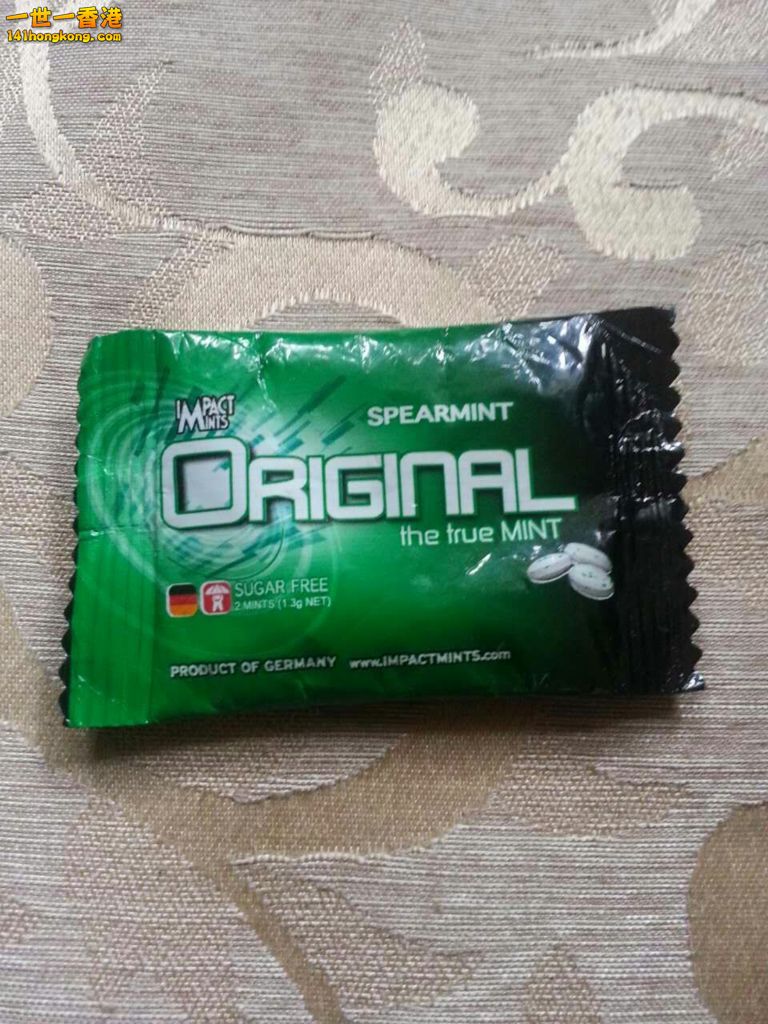 一世一香港
141hongkong.com
IMPACT
MINTS
SPEARMINT
ORIGINAL
the true MINT
SUGAR FREE
2 MINTS (1.3g NET)
PRODUCT OF GERMANY www.IMPACTMINTS.com